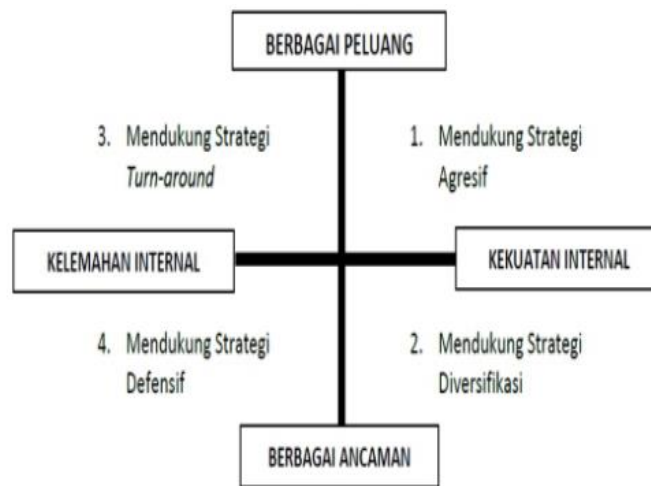 BERBAGAI PELUANG
3. Mendukung Strategi
Turn-around
1. Mendukung Strategi
Agresif
KELEMAHAN INTERNAL
KEKUATAN INTERNAL
4. Mendukung Strategi
Defensif
2. Mendukung Strategi
Diversifikasi
BERBAGAI ANCAMAN